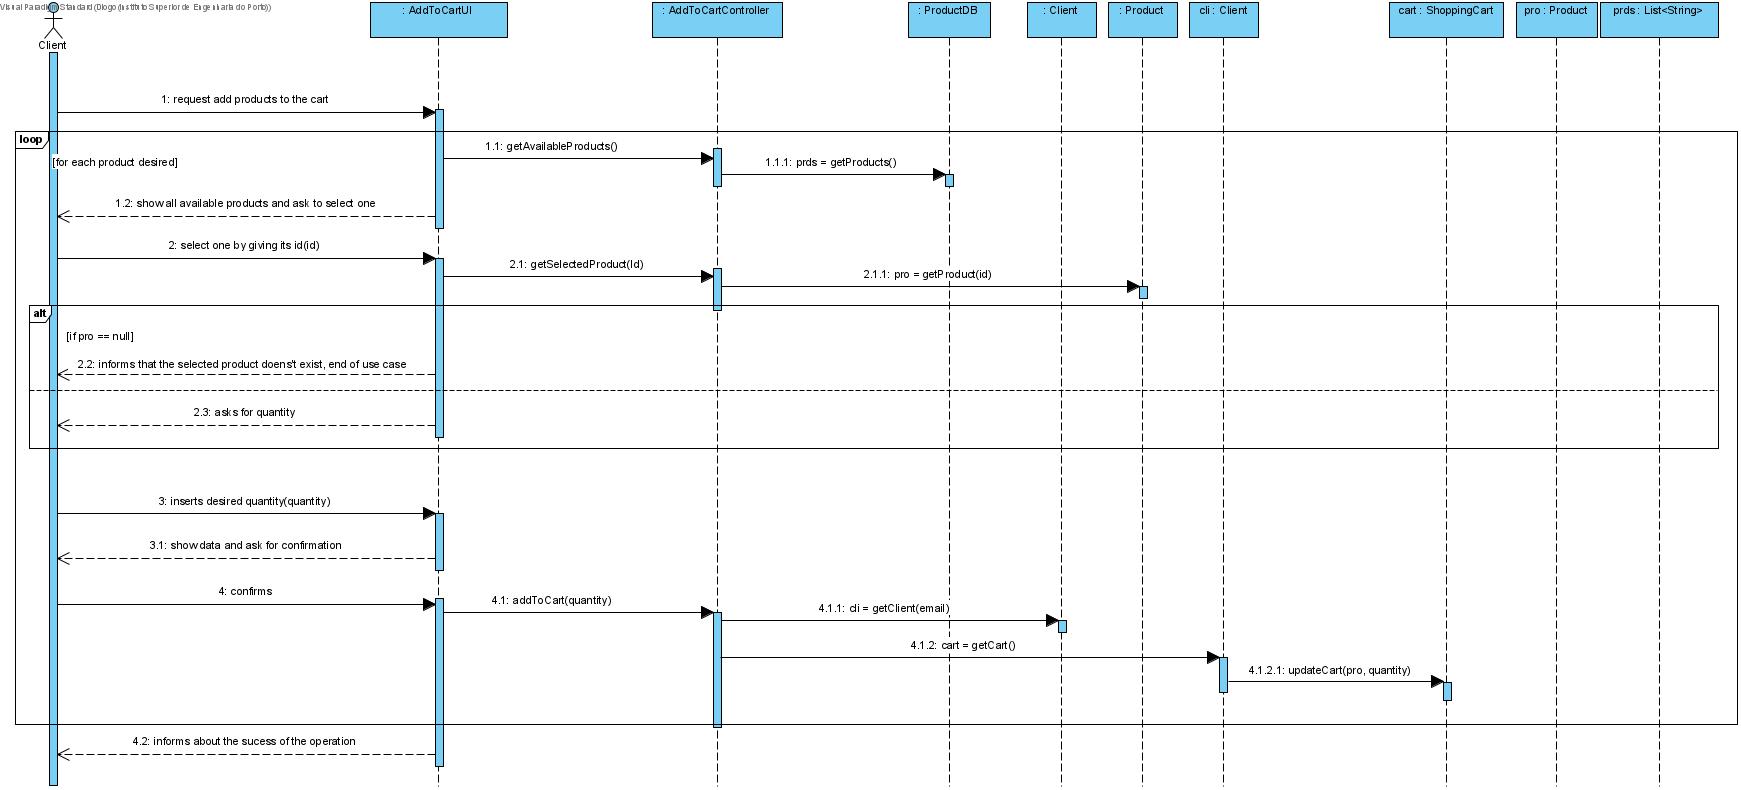 Visual Paradigm Standard (Diogo (Instituto Superior de Engenharia do Porto))
Client
: AddToCartUI
: AddToCartController
: ProductDB
: Client
: Product
cli : Client
cart : ShoppingCart
pro : Product
prds : List<String>
1: request add products to the cart
loop
[for each product desired]
1.1: getAvailableProducts()
1.1.1: prds = getProducts()
1.2: show all available products and ask to select one
2: select one by giving its id(id)
2.1: getSelectedProduct(Id)
2.1.1: pro = getProduct(id)
alt
[if pro == null]
2.2: informs that the selected product doens't exist, end of use case
2.3: asks for quantity
3: inserts desired quantity(quantity)
3.1: show data and ask for confirmation
4: confirms
4.1: addToCart(quantity)
4.1.1: cli = getClient(email)
4.1.2: cart = getCart()
4.1.2.1: updateCart(pro, quantity)
4.2: informs about the sucess of the operation